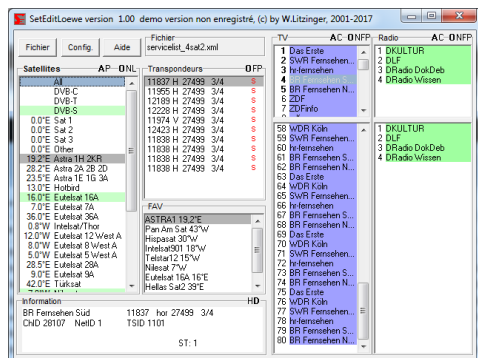 SetEditLoewe version 1.00 demo version non enregistré, (c) by W.Litzinger, 2001-2017
Fichier
Config.
Aide
Fichier
servicelist_4sat2.xml
Satellites AP-ONL
All
DVB-C
DVB-T
DVB-S
0.0°E Sat 1
0.0°E Sat 2
0.0°E Sat 3
0.0°E Other
19.2°E Astra 1H 2KR
28.2°E Astra 2A 2B 2D
23.5°E Astra 1E 1G 3A
13.0°E Hotbird
16.0°E Eutelsat 16A
7.0°E Eutelsat 7A
36.0°E Eutelsat 36A
0.8°W Intelsat/Thor
12.0°W Eutelsat 12 West A
8.0°W Eutelsat 8 West A
5.0°W Eutelsat 5 West A
28.5°E Eutelsat 28A
9.0°E Eutelsat 9A
42.0°E Türksat
Transpondeurs OFP
11837 H 27499 3/4 S
11955 H 27499 3/4 S
12189 H 27499 3/4 S
12228 H 27499 3/4 S
11974 V 27499 3/4 S
12423 H 27499 3/4 S
11838 H 27499 3/4 S
11838 H 27499 3/4 S
11838 H 27499 3/4 S
11838 H 27499 3/4 S
11838 H 27499 3/4 S
FAV
ASTRA1 19.2°E
Pan Am Sat 43°W
Hispasat 30°W
Intelsat901 18°W
Telstar12 15°W
Nilesat 7°W
Eutelsat 16A 16°E
Hellas Sat2 39°E
TV AC-ONFP
1 Das Erste
2 SWR Fernsehen...
3 hr-fernsehen
4 BR Fernsehen S...
5 BR Fernsehen N...
6 ZDF
7 ZDFinfo
58 WDR Köln
59 SWR Fernsehen...
60 hr-fernsehen
61 BR Fernsehen S...
62 BR Fernsehen N...
63 Das Erste
64 WDR Köln
65 SWR Fernsehen...
66 hr-fernsehen
67 BR Fernsehen S...
68 BR Fernsehen N...
69 Das Erste
70 WDR Köln
71 SWR Fernsehen...
72 hr-fernsehen
73 BR Fernsehen S...
74 BR Fernsehen N...
75 Das Erste
76 WDR Köln
77 SWR Fernsehen...
78 hr-fernsehen
79 BR Fernsehen S...
80 BR Fernsehen N...
Radio AC-ONFP
1 DKULTUR
2 DLF
3 DRadio DokDeb
4 DRadio Wissen
1 DKULTUR
2 DLF
3 DRadio DokDeb
4 DRadio Wissen
Information HD
BR Fernsehen Süd 11837 hor 27499 3/4
ChID 28107 NetID 1 TSID 1101
ST: 1